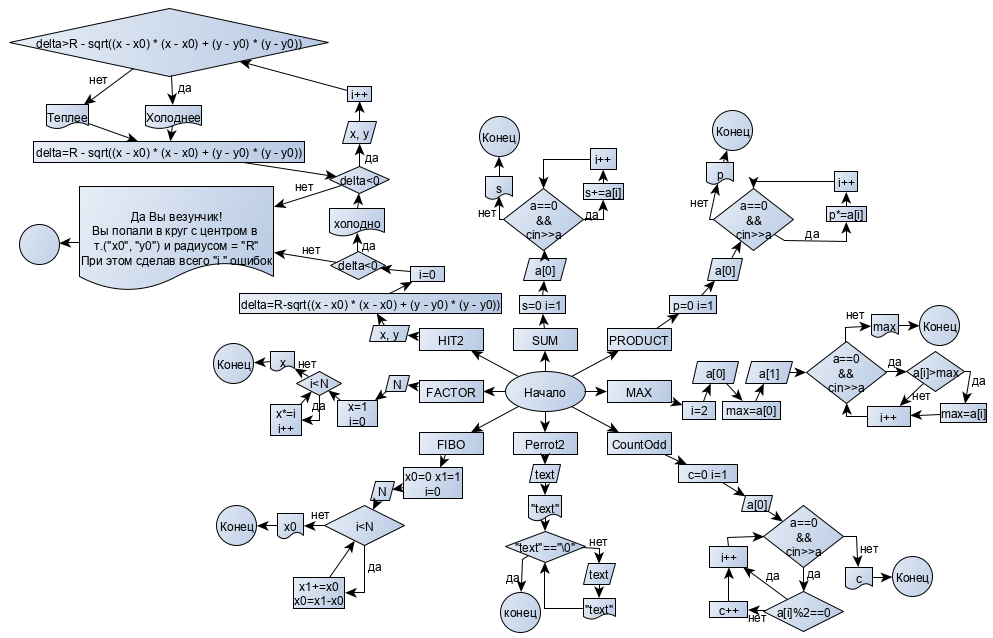 delta>R - sqrt((x - x0) * (x - x0) + (y - y0) * (y - y0))
нет
да
Теплее
Холоднее
delta=R - sqrt((x - x0) * (x - x0) + (y - y0) * (y - y0))
i++
x, y
да
delta<0
нет
Да Вы везунчик!
Вы попали в круг с центром в
т.("x0", "y0") и радиусом = "R"
При этом сделав всего "i " ошибок
холодно
да
нет
delta<0
i=0
delta=R-sqrt((x - x0) * (x - x0) + (y - y0) * (y - y0))
x, y
HIT2
Конец
s
нет
a==0
&&
cin>>a
да
s+=a[i]
i++
a[0]
s=0 i=1
SUM
Конец
p
нет
a==0
&&
cin>>a
да
p*=a[i]
i++
a[0]
p=0 i=1
PRODUCT
Начало
MAX
i=2
a[0]
max=a[0]
a[1]
a==0
&&
cin>>a
нет
max
Конец
да
a[i]>max
да
нет
max=a[i]
i++
FACTOR
N
x=1
i=0
i<N
нет
x
Конец
да
x*=i
i++
FIBO
x0=0 x1=1
i=0
N
i<N
нет
x0
Конец
да
x1+=x0
x0=x1-x0
Perrot2
text
"text"
"text"=="\0"
нет
да
text
"text"
конец
CountOdd
c=0 i=1
a[0]
a==0
&&
cin>>a
нет
c
Конец
да
a[i]%2==0
да
нет
c++
i++